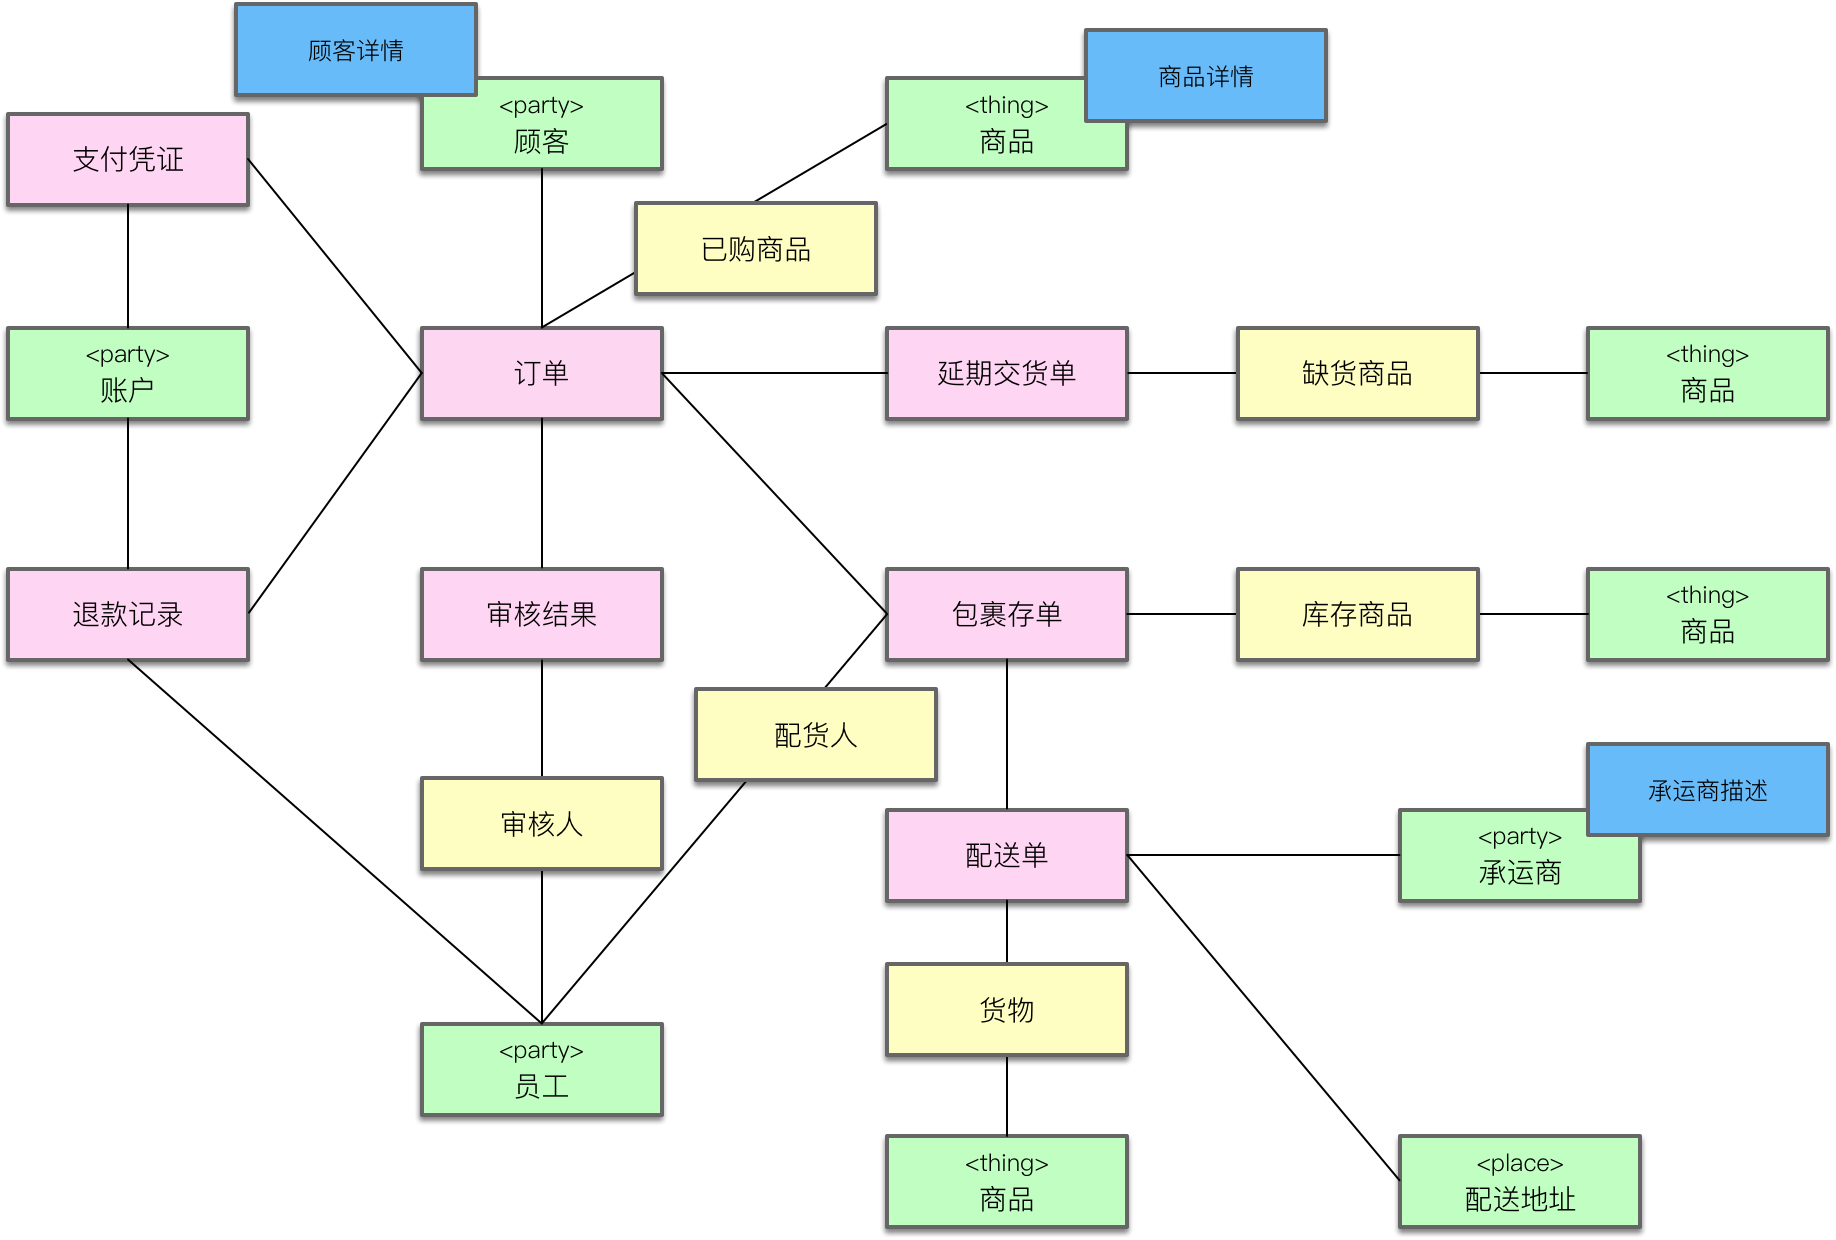 顾客详情
商品详情
<party>
顾客
<thing>
商品
支付凭证
已购商品
<party>
账户
订单
延期交货单
缺货商品
<thing>
商品
退款记录
审核结果
包裹存单
库存商品
<thing>
商品
配货人
承运商描述
审核人
配送单
<party>
承运商
货物
<party>
员工
<thing>
商品
<place>
配送地址